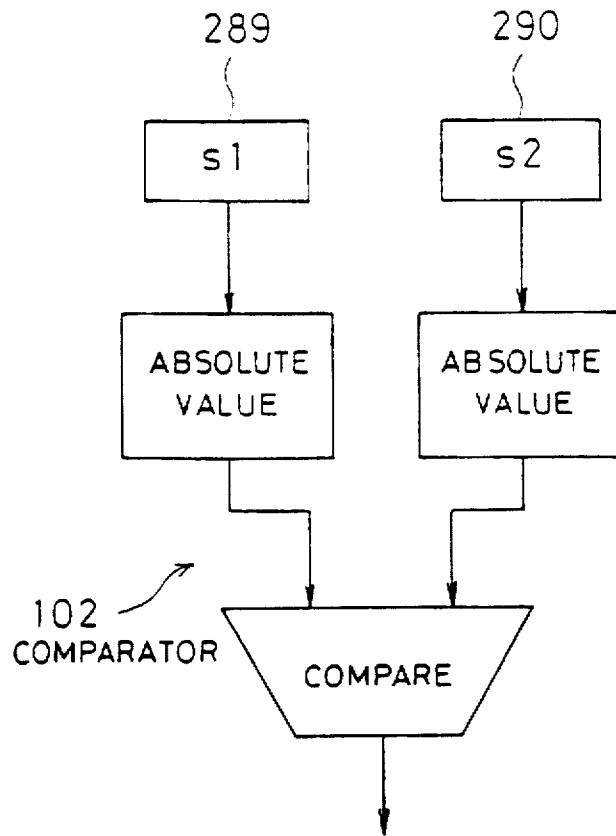 289
290
s1
s2
ABSOLUTE
VALUE
ABSOLUTE
VALUE
102
COMPARATOR
COMPARE